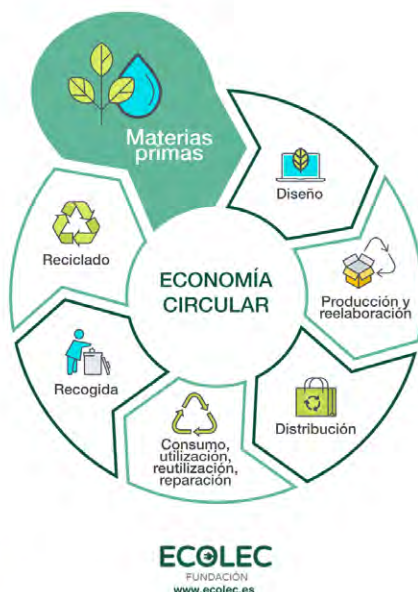 Materias
primas
Diseño
Producción y
reelaboración
Distribución
Consumo,
utilización,
reutilización,
reparación
Recogida
Reciclado
ECONOMÍA
CIRCULAR
ECOLEC
FUNDACIÓN
www.ecolec.es